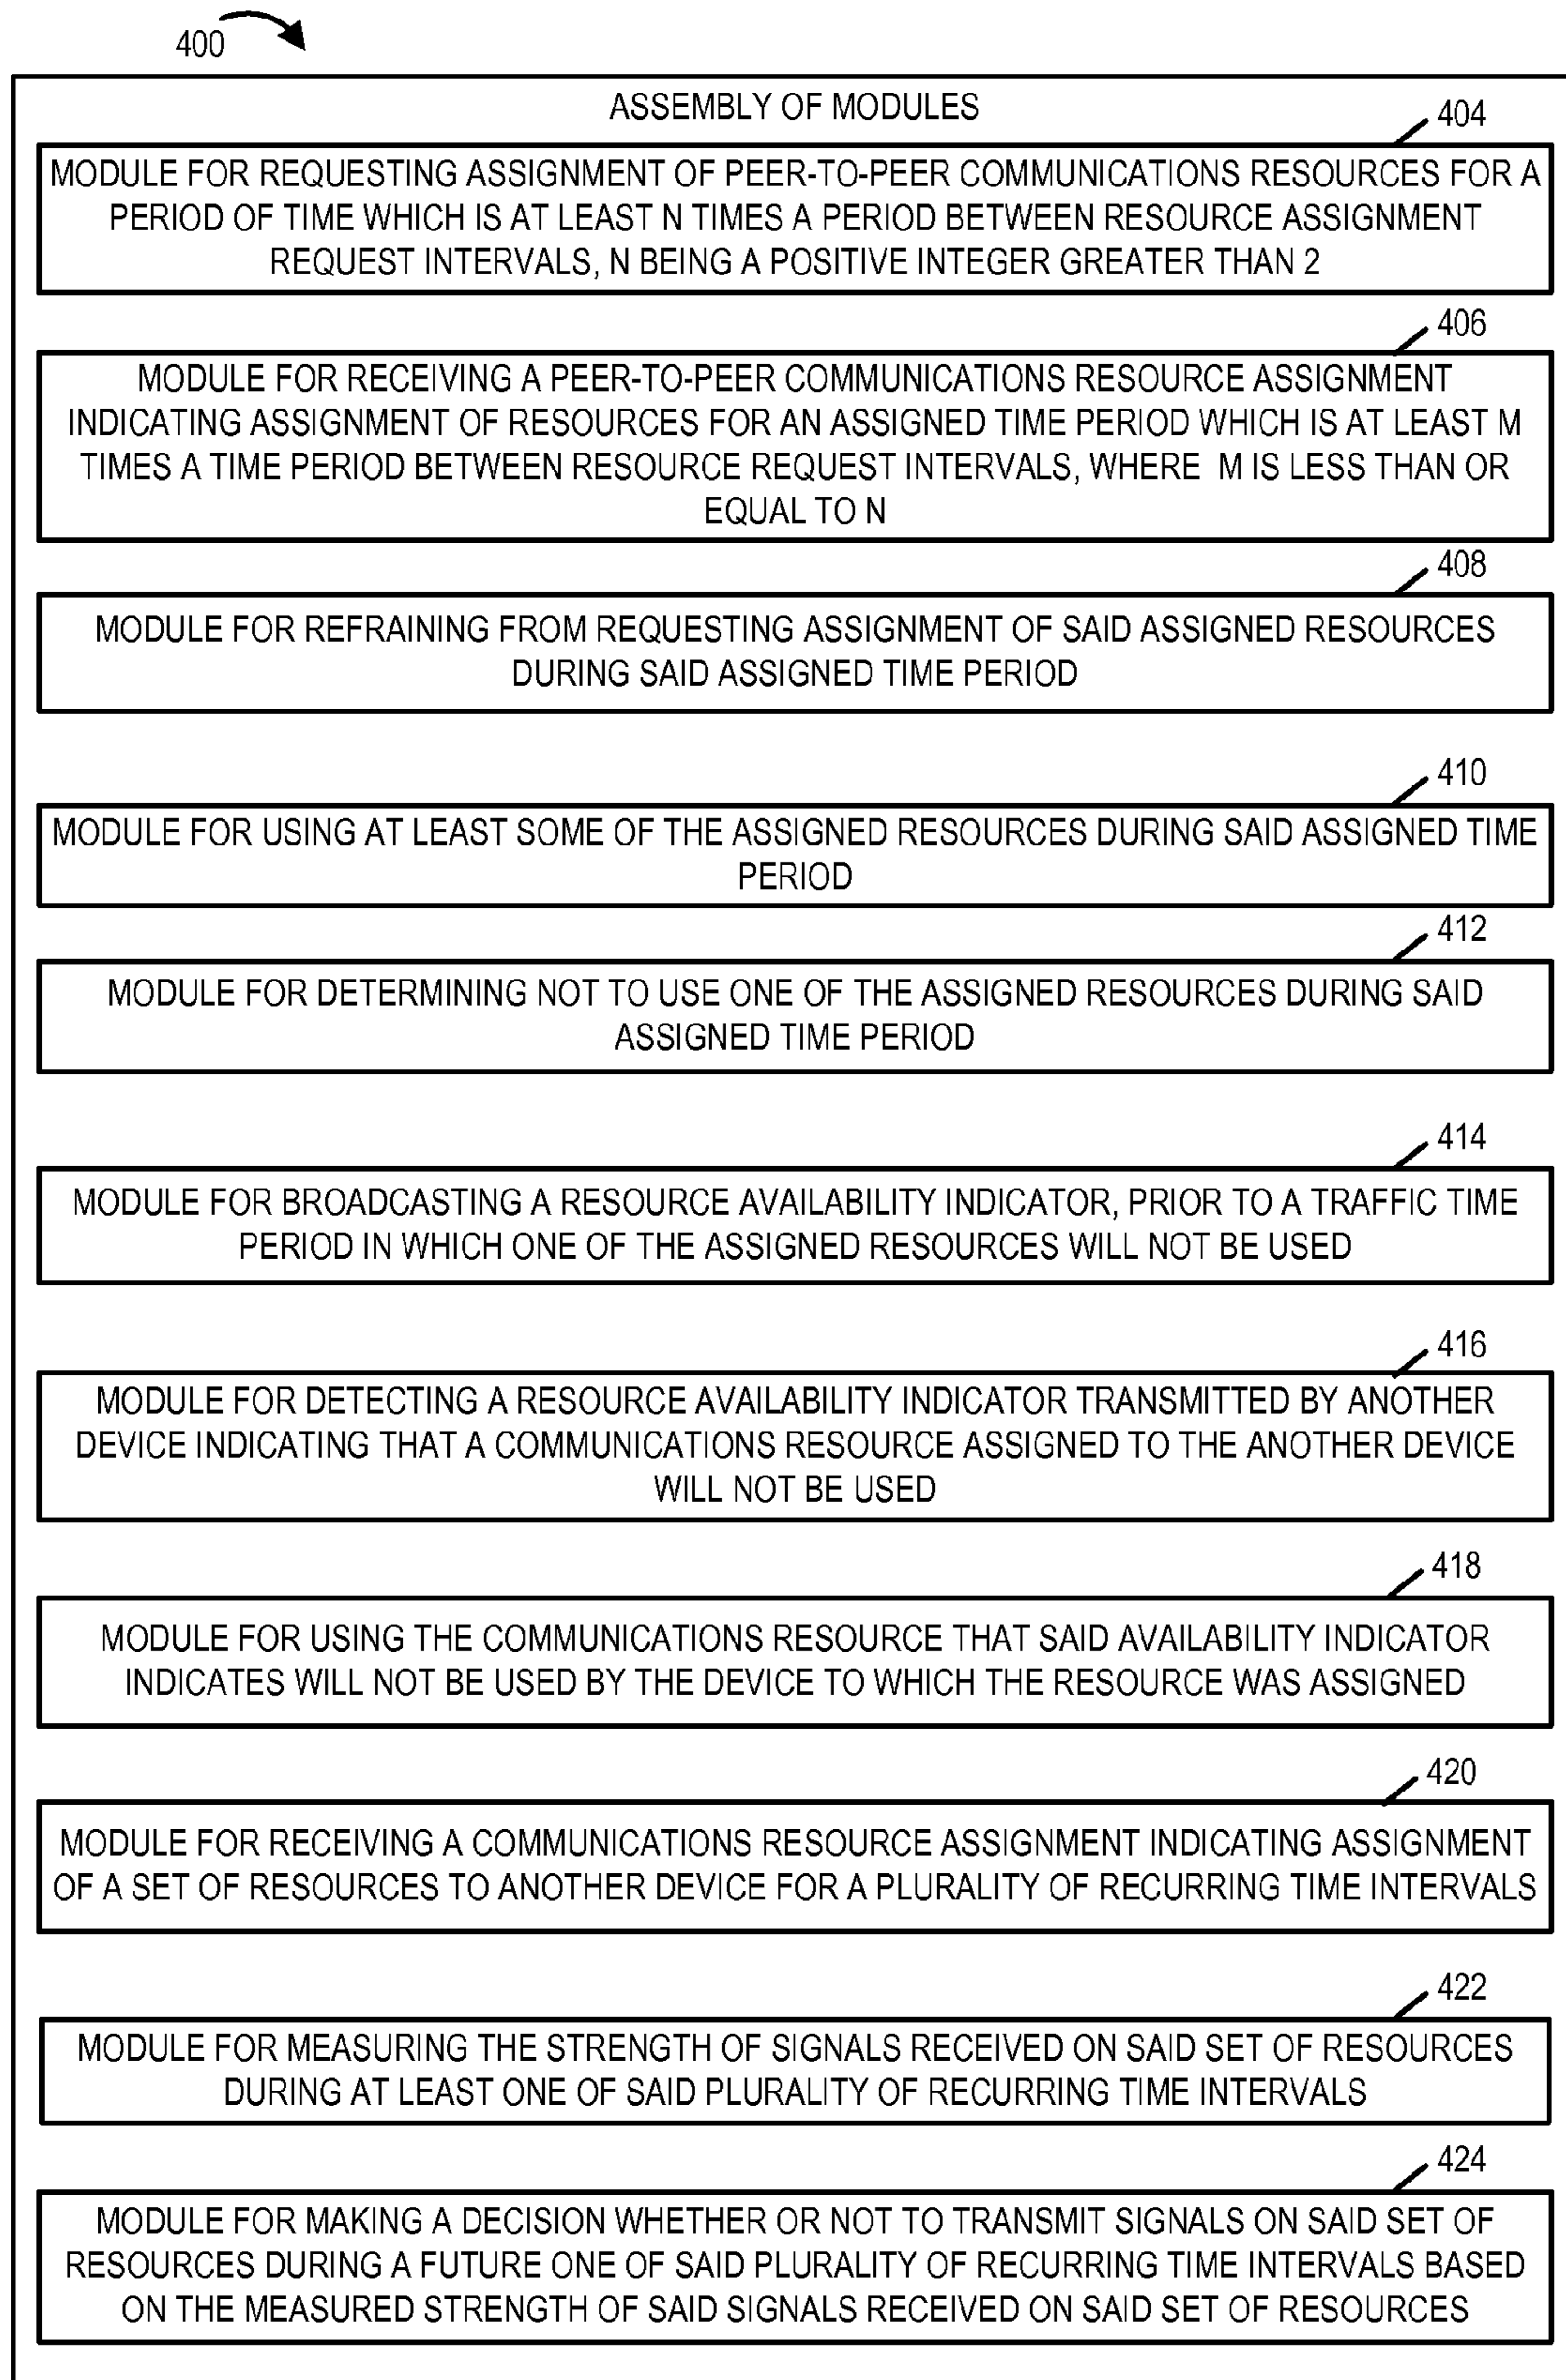 400
ASSEMBLY OF MODULES
404
MODULE FOR REQUESTING ASSIGNMENT OF PEER-TO-PEER COMMUNICATIONS RESOURCES FOR A
PERIOD OF TIME WHICH IS AT LEAST N TIMES A PERIOD BETWEEN RESOURCE ASSIGNMENT
REQUEST INTERVALS, N BEING A POSITIVE INTEGER GREATER THAN 2
406
MODULE FOR RECEIVING A PEER-TO-PEER COMMUNICATIONS RESOURCE ASSIGNMENT
INDICATING ASSIGNMENT OF RESOURCES FOR AN ASSIGNED TIME PERIOD WHICH IS AT LEAST M
TIMES A TIME PERIOD BETWEEN RESOURCE REQUEST INTERVALS, WHERE M IS LESS THAN OR
EQUAL TO N
408
MODULE FOR REFRAINING FROM REQUESTING ASSIGNMENT OF SAID ASSIGNED RESOURCES
DURING SAID ASSIGNED TIME PERIOD
410
MODULE FOR USING AT LEAST SOME OF THE ASSIGNED RESOURCES DURING SAID ASSIGNED TIME
PERIOD
412
MODULE FOR DETERMINING NOT TO USE ONE OF THE ASSIGNED RESOURCES DURING SAID
ASSIGNED TIME PERIOD
414
MODULE FOR BROADCASTING A RESOURCE AVAILABILITY INDICATOR, PRIOR TO A TRAFFIC TIME
PERIOD IN WHICH ONE OF THE ASSIGNED RESOURCES WILL NOT BE USED
416
MODULE FOR DETECTING A RESOURCE AVAILABILITY INDICATOR TRANSMITTED BY ANOTHER
DEVICE INDICATING THAT A COMMUNICATIONS RESOURCE ASSIGNED TO THE ANOTHER DEVICE
WILL NOT BE USED
418
MODULE FOR USING THE COMMUNICATIONS RESOURCE THAT SAID AVAILABILITY INDICATOR
INDICATES WILL NOT BE USED BY THE DEVICE TO WHICH THE RESOURCE WAS ASSIGNED
420
MODULE FOR RECEIVING A COMMUNICATIONS RESOURCE ASSIGNMENT INDICATING ASSIGNMENT
OF A SET OF RESOURCES TO ANOTHER DEVICE FOR A PLURALITY OF RECURRING TIME INTERVALS
422
MODULE FOR MEASURING THE STRENGTH OF SIGNALS RECEIVED ON SAID SET OF RESOURCES
DURING AT LEAST ONE OF SAID PLURALITY OF RECURRING TIME INTERVALS
424
MODULE FOR MAKING A DECISION WHETHER OR NOT TO TRANSMIT SIGNALS ON SAID SET OF
RESOURCES DURING A FUTURE ONE OF SAID PLURALITY OF RECURRING TIME INTERVALS BASED
ON THE MEASURED STRENGTH OF SAID SIGNALS RECEIVED ON SAID SET OF RESOURCES